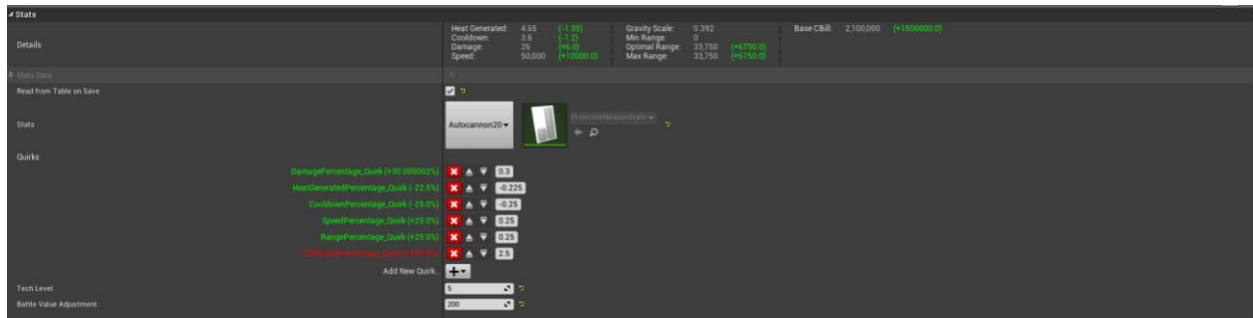 Stats
Details
Heat Generated: 4.65 (-1.35) Gravity Scale: 0.392 Base CBill: 2,100,000 (+1500000.0)
Cooldown: 3.6 (-1.2) Min Range: 0
Damage: 26 (+6.0) Optimal Range: 33,750 (+6750.0)
Speed: 50,000 (+10000.0) Max Range: 33,750 (+6750.0)
Stats Data
Read from Table on Save
Stats
Autocannon20
ProjectileWeaponStats
Quirks
DamagePercentage_Quirk (+30.000002%) 0.3
HeatGeneratedPercentage_Quirk (-22.5%) -0.225
CooldownPercentage_Quirk (-25.0%) -0.25
SpeedPercentage_Quirk (+25.0%) 0.25
RangePercentage_Quirk (+25.0%) 0.25
2.5
Add New Quirk...
Tech Level 5
Battle Value Adjustment 200